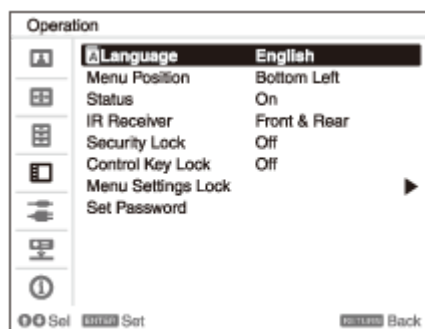 Operation
Language English
Menu Position Bottom Left
Status On
IR Receiver Front & Rear
Security Lock Off
Control Key Lock Off
Menu Settings Lock
Set Password
Sel ENTER Set RETURN Back